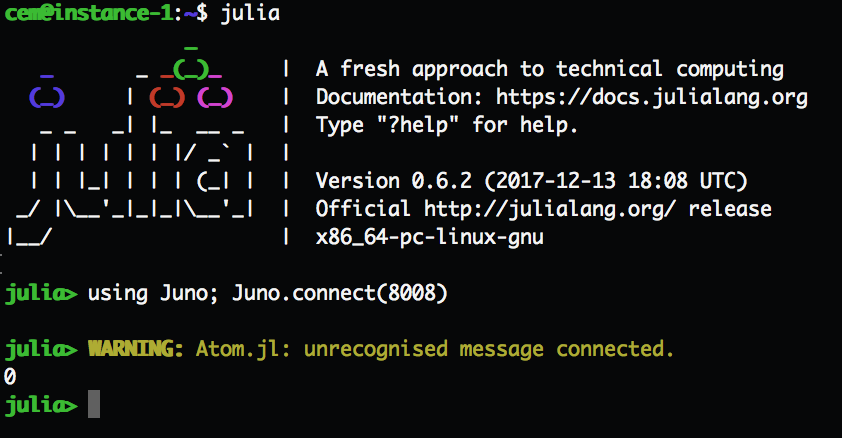 cem@instance-1:~$ julia
               _
   _       _ _(_)_     |  A fresh approach to technical computing
  (_)     | (_) (_)    |  Documentation: https://docs.julialang.org
   _ _   _| |_  __ _   |  Type "?help" for help.
  | | | | | | |/ _` |  |
  | | |_| | | | (_| |  |  Version 0.6.2 (2017-12-13 18:08 UTC)
 _/ |\__'_|_|_|\__'_|  |  Official http://julialang.org/ release
|__/                   |  x86_64-pc-linux-gnu
julia> using Juno; Juno.connect(8008)
julia> WARNING: Atom.jl: unrecognised message connected.
0
julia>